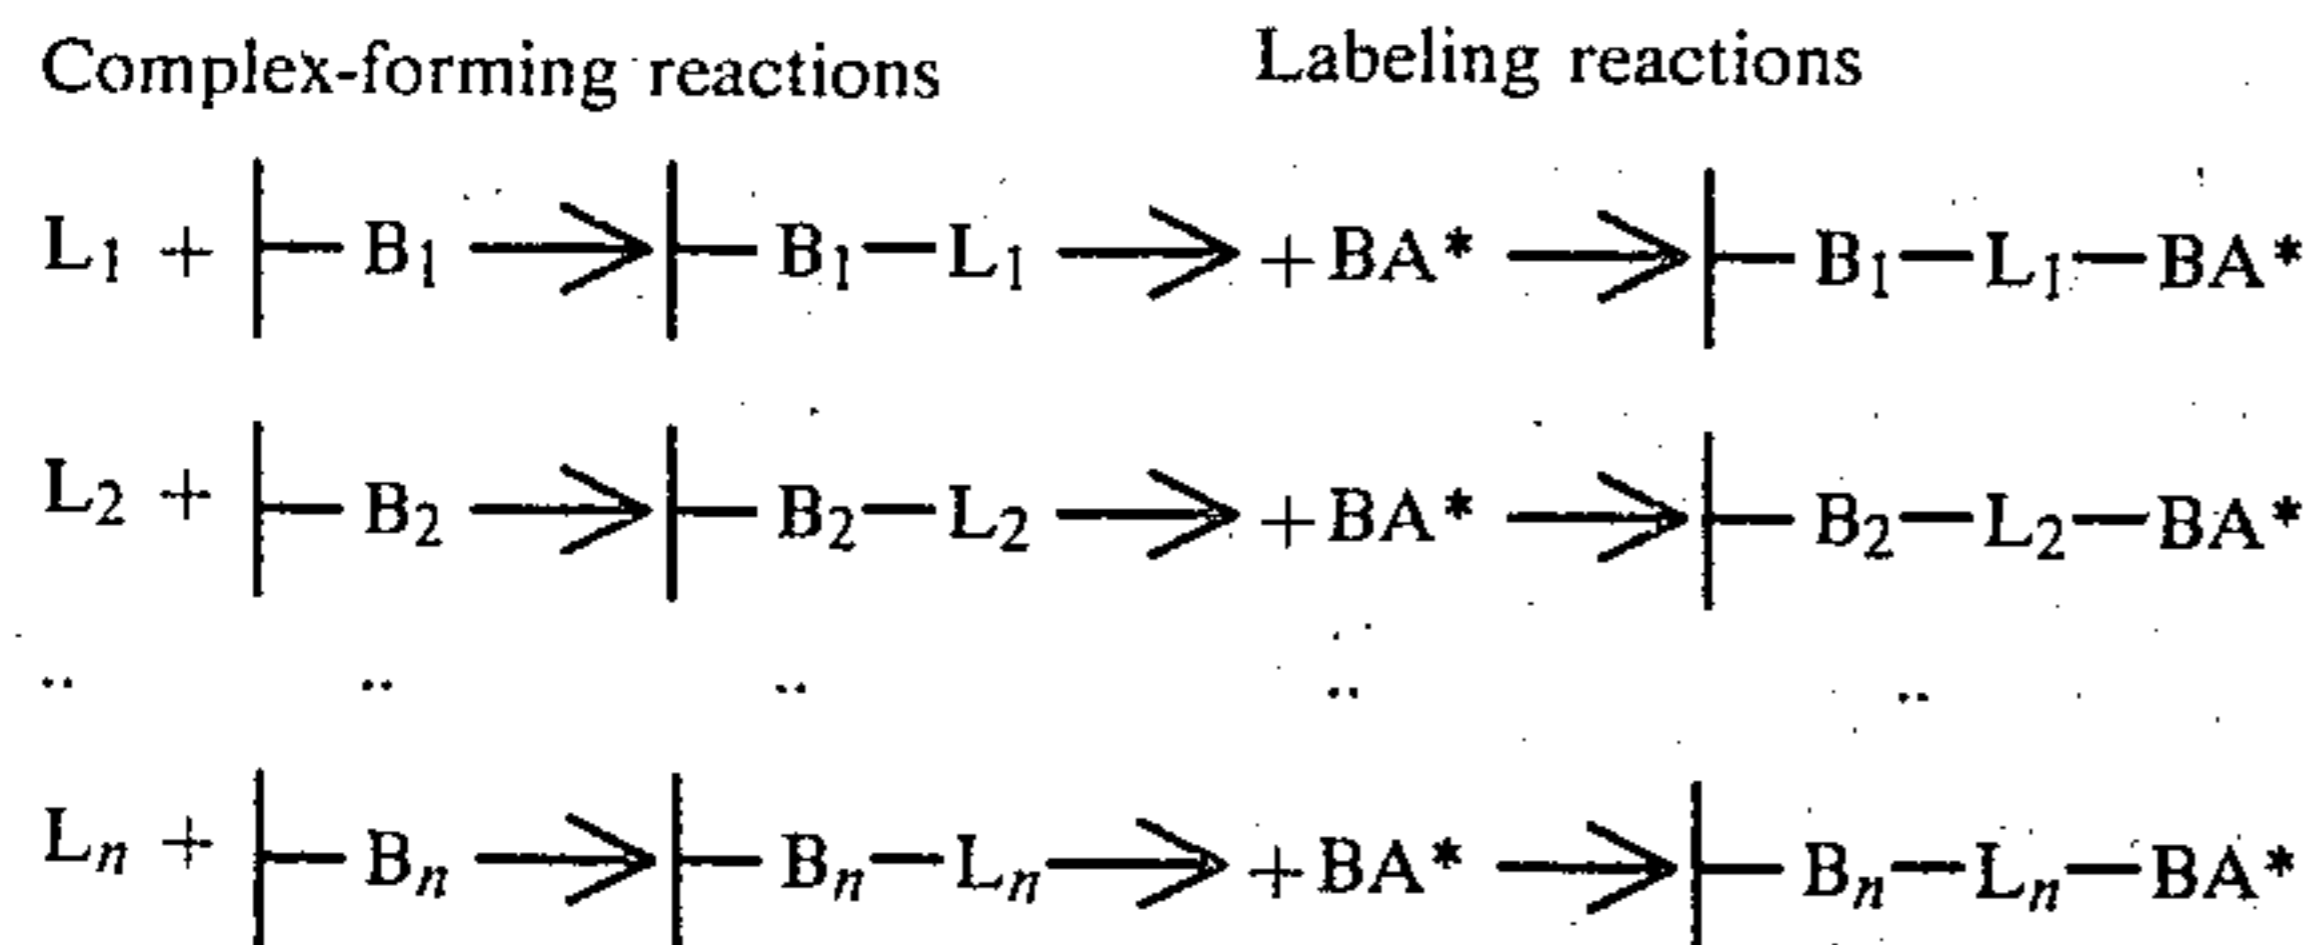 Complex-forming reactions Labeling reactions
L₁ + ├─ B₁ ⟶ ├─ B₁─L₁ ⟶ +BA* ⟶ ├─ B₁─L₁─BA*
L₂ + ├─ B₂ ⟶ ├─ B₂─L₂ ⟶ +BA* ⟶ ├─ B₂─L₂─BA*
.. .. .. .. ..
Lₙ + ├─ Bₙ ⟶ ├─ Bₙ─Lₙ ⟶ +BA* ⟶ ├─ Bₙ─Lₙ─BA*